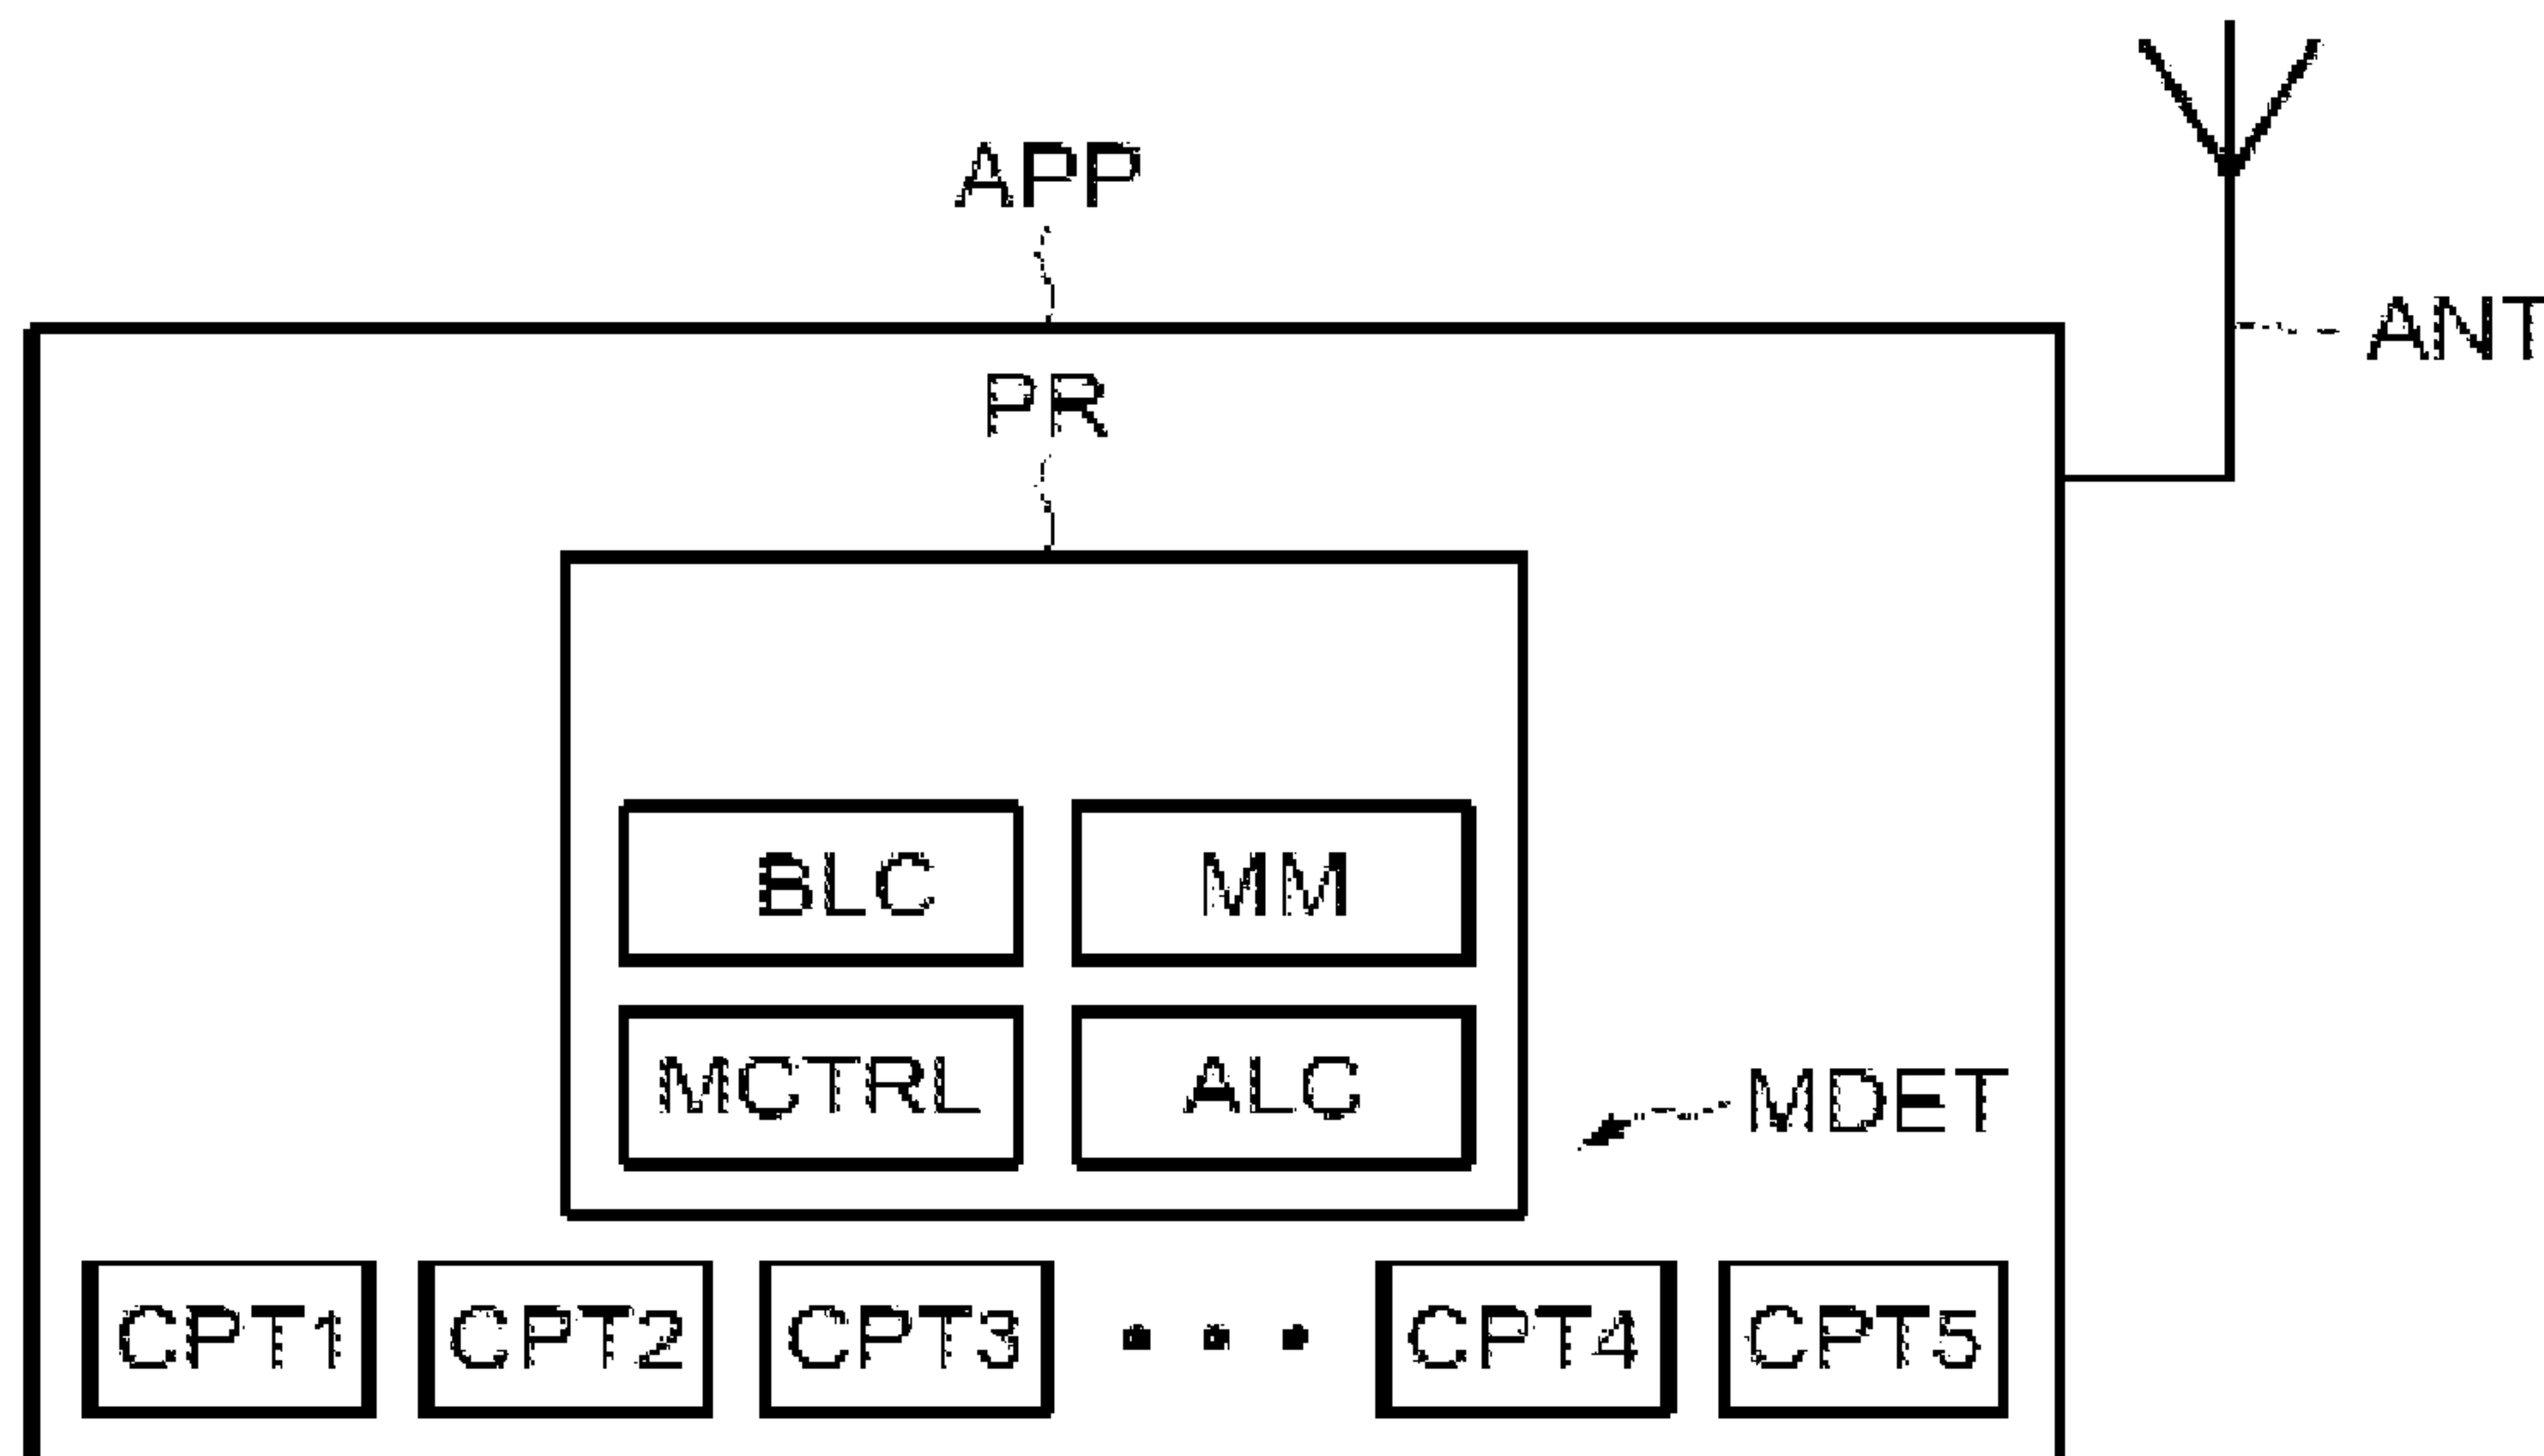 APP
ANT
PR
BLC MM
MCTRL ALC
MDET
CPT1 CPT2 CPT3 • • • CPT4 CPT5